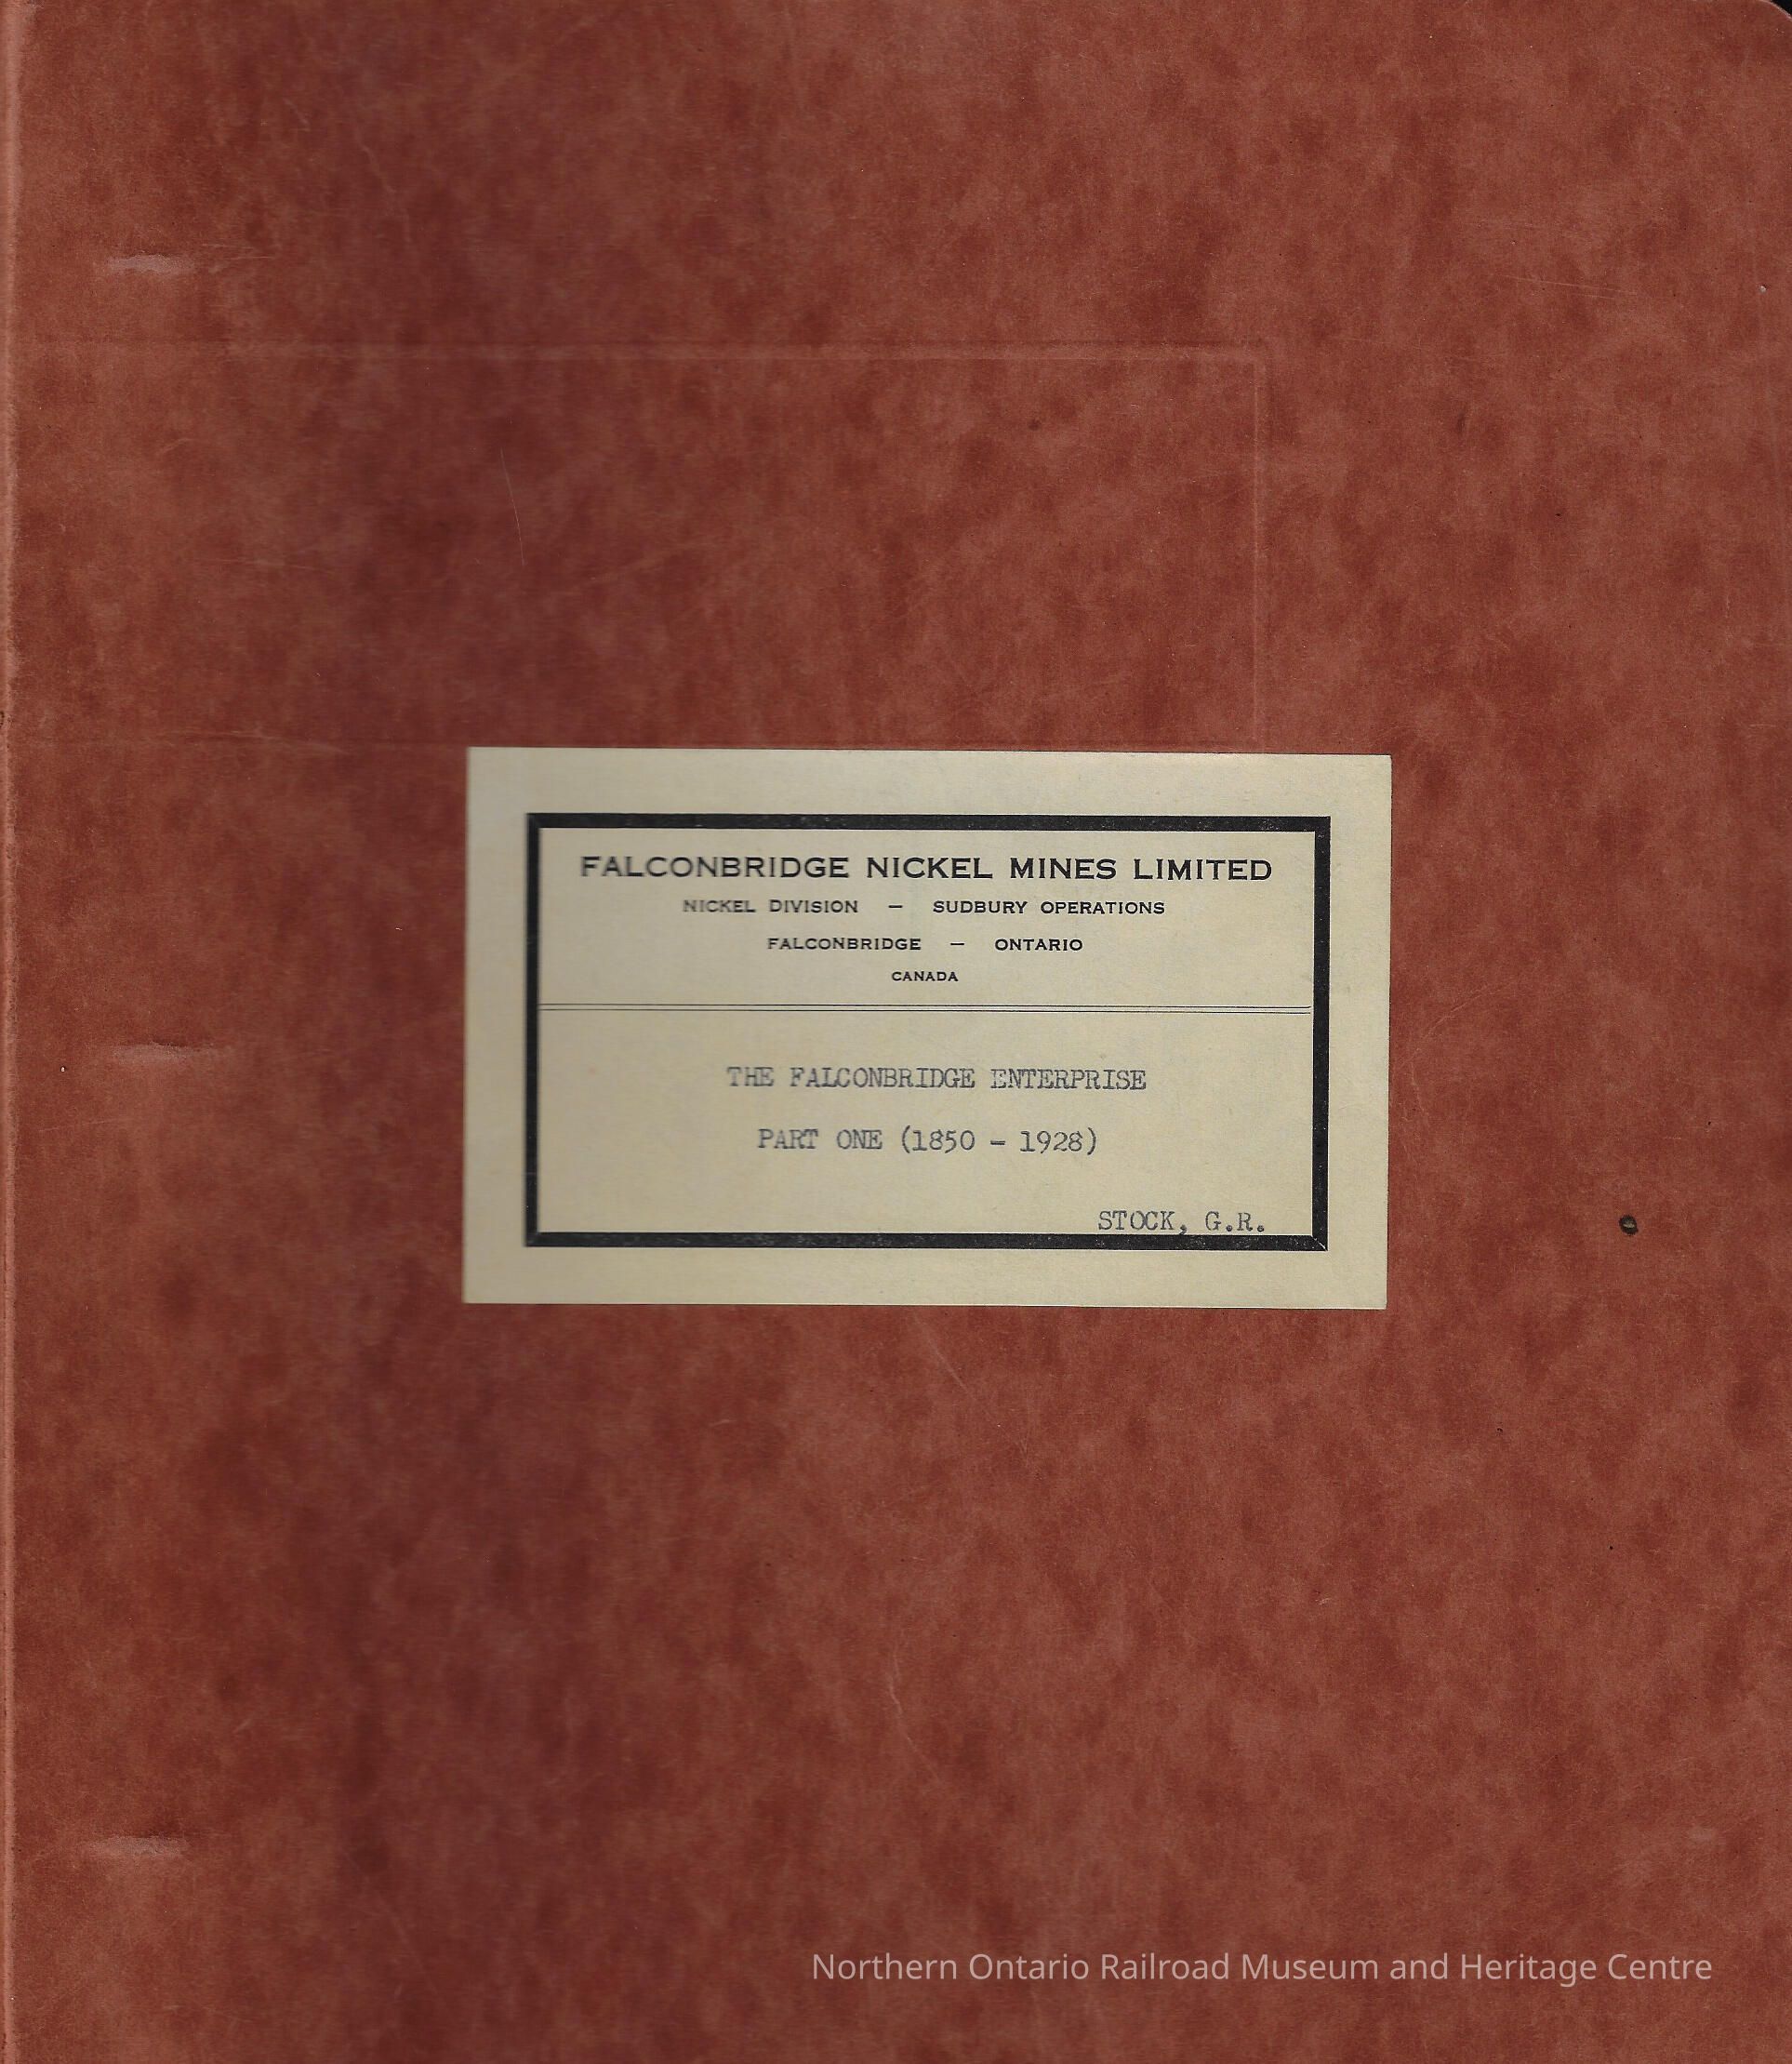 FALCONBRIDGE NICKEL MINES LIMITED
NICKEL DIVISION — SUDBURY OPERATIONS
FALCONBRIDGE — ONTARIO
CANADA
THE FALCONBRIDGE ENTERPRISE
PART ONE (1850 - 1928)
STOCK, G.R.
Northern Ontario Railroad Museum and Heritage Centre